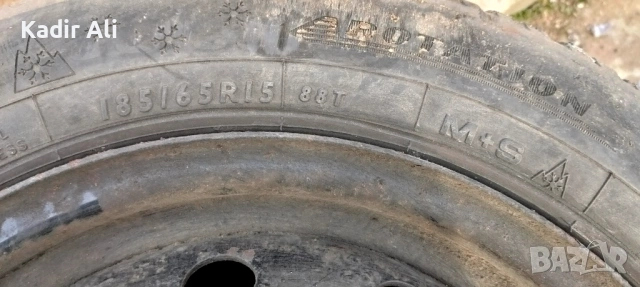 Kadir Ali
ROTATION
185/65R15 88T
M+S
BAZAR